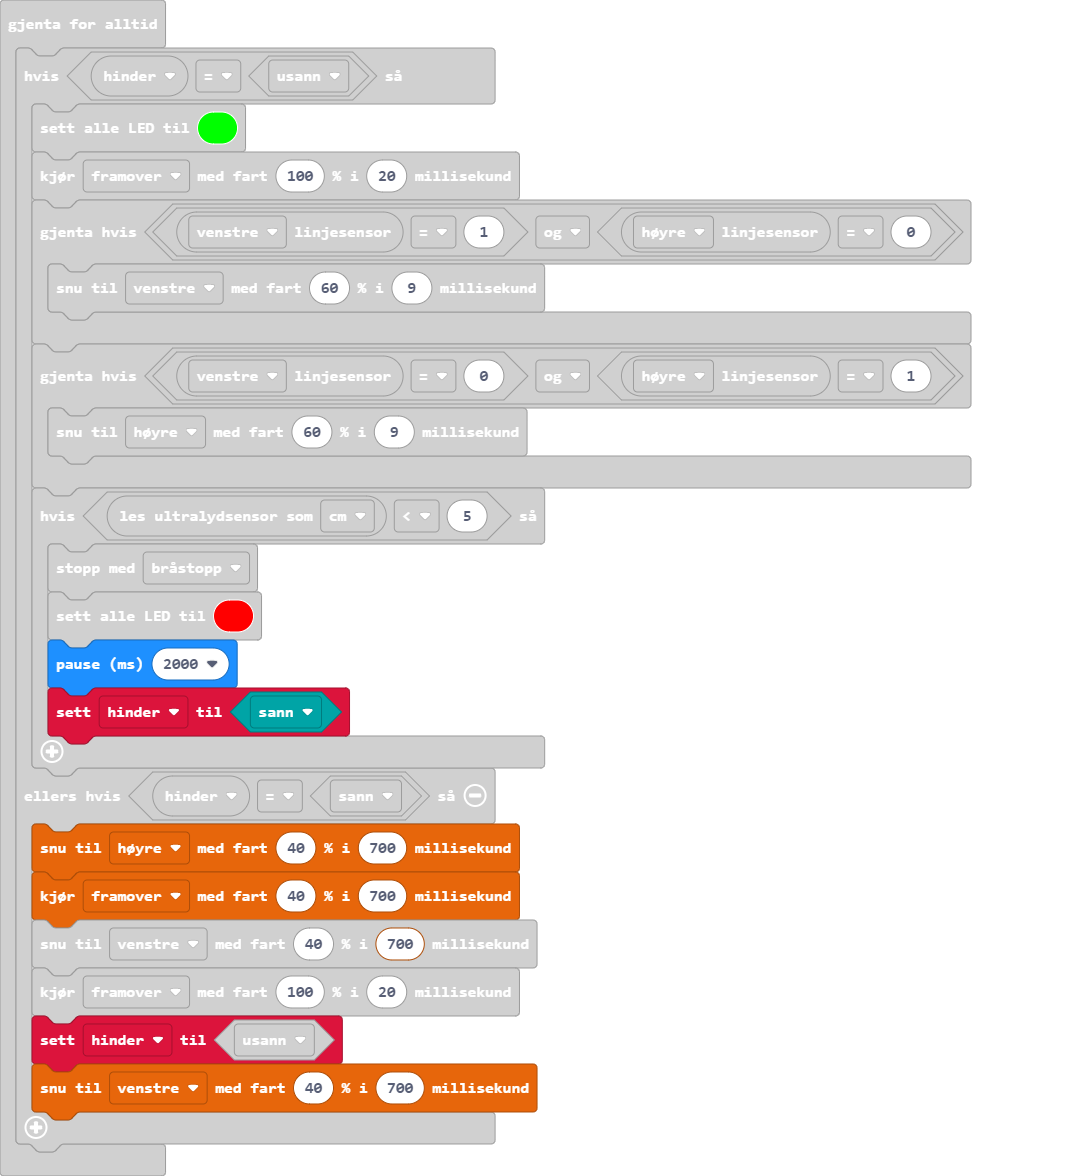 gjenta for alltid
hvis hinder = usann så
sett alle LED til
kjør framover med fart 100 % i 20 millisekund
gjenta hvis venstre linjesensor = 1 og høyre linjesensor = 0
snu til venstre med fart 60 % i 9 millisekund
gjenta hvis venstre linjesensor = 0 og høyre linjesensor = 1
snu til høyre med fart 60 % i 9 millisekund
hvis les ultralydsensor som cm < 5 så
stopp med bråstopp
sett alle LED til
pause (ms) 2000
sett hinder til sann
ellers hvis hinder = sann så
snu til høyre med fart 40 % i 700 millisekund
kjør framover med fart 40 % i 700 millisekund
snu til venstre med fart 40 % i 700 millisekund
kjør framover med fart 100 % i 20 millisekund
sett hinder til usann
snu til venstre med fart 40 % i 700 millisekund